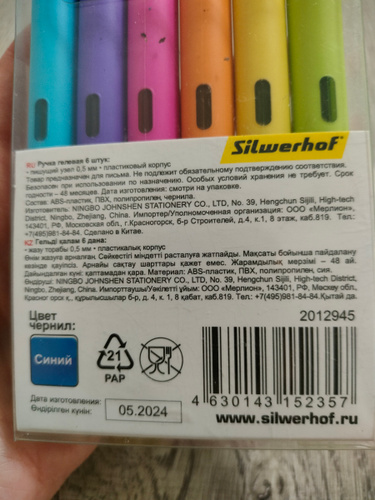 Silwerhof®
RU Ручка гелевая 6 штук:
• пишущий узел 0,5 мм • пластиковый корпус
Товар предназначен для письма. Не подлежит обязательному подтверждению соответствия.
Безопасен при использовании по назначению. Особых условий хранения не требует. Срок
годности – 48 месяцев. Дата изготовления: смотри на упаковке.
Состав: ABS-пластик, ПВХ, полипропилен, чернила.
Изготовитель: NINGBO JOHNSHEN STATIONERY CO., LTD, No. 39, Hengchun Sijili, High-tech
District, Ningbo, Zhejiang, China. Импортер/Уполномоченная организация: ООО «Мерлион»,
143401, РФ, Московская обл., г.Красногорск, б-р Строителей, д.4, к.1, 8 этаж, каб.819. Тел.:
+7(495)981-84-84. Сделано в Китае.
KZ Гельді қалам 6 дана:
• жазу торабы 0,5 мм • пластикалық корпус
Өнім жазуға арналған. Сәйкестігі міндетті расталуға жатпайды. Мақсаты бойынша пайдалану
кезінде қауіпсіз. Арнайы сақтау шарттары қажет емес. Жарамдылық мерзімі – 48 ай.
Дайындалған күні: қаптамадан қара. Материал: ABS-пластик, ПВХ, полипропилен, сия.
Өндіруші: NINGBO JOHNSHEN STATIONERY CO., LTD, No. 39, Hengchun Sijili, High-tech District,
Ningbo, Zhejiang, China. Импорттаушы/Уәкілетті ұйым: ООО «Мерлион», 143401, РФ, Мәскеу обл.,
Красногорск қ., құрылысшылар б-р, д. 4, к. 1, 8 қабат, каб.819. Тел.: +7(495)981-84-84.Қытай да.
Цвет
чернил:
Синий
21
PAP
2012945
4 630143 152357
Дата изготовления:
Өндірілген күнін:
05.2024
www.silwerhof.ru